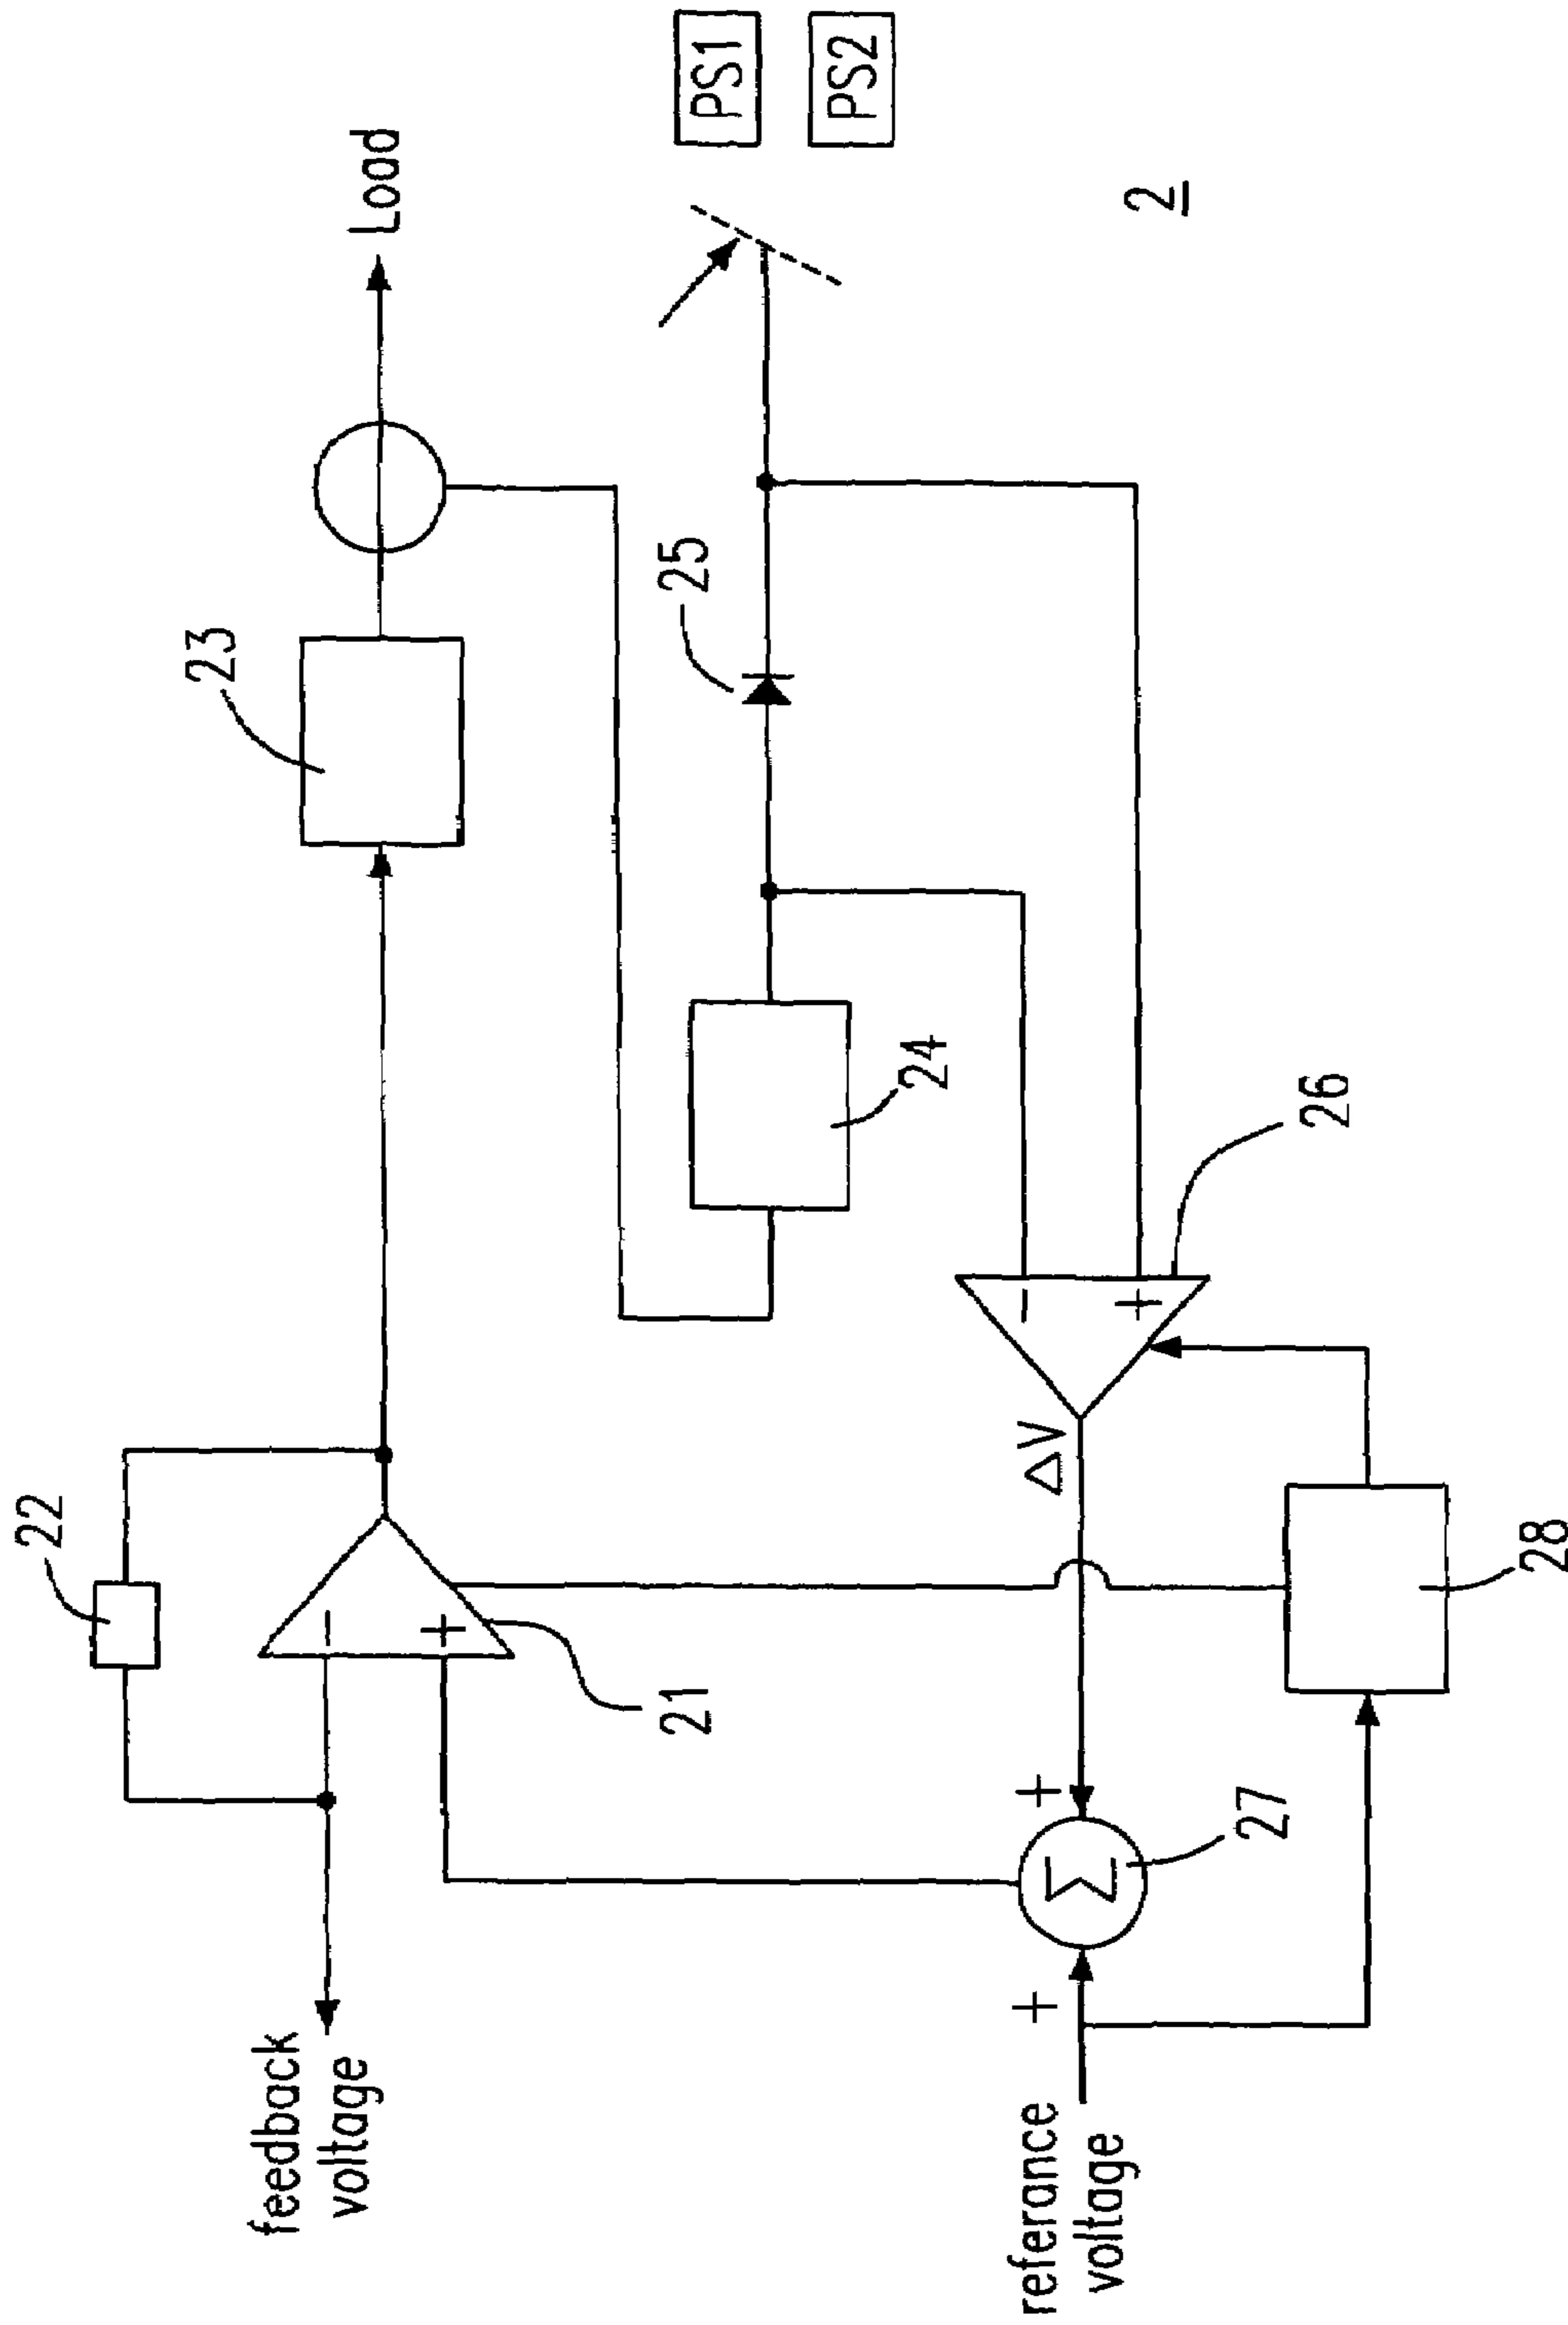 22
23
Load
feedback
voltage
−
+
21
25
PS1
24
PS2
referance
voltage
+
Σ
+
27
ΔV
−
+
26
28
2